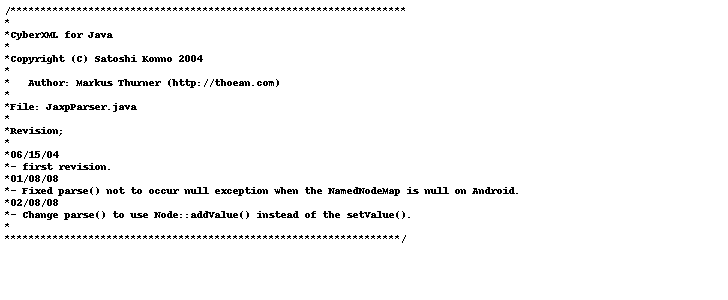 /******************************************************************
*
*CyberXML for Java
*
*Copyright (C) Satoshi Konno 2004
*
*   Author: Markus Thurner (http://thoean.com)
*
*File: JaxpParser.java
*
*Revision;
*
*06/15/04
*- first revision.
*01/08/08
*- Fixed parse() not to occur null exception when the NamedNodeMap is null on Android.
*02/08/08
*- Change parse() to use Node::addValue() instead of the setValue().
*
******************************************************************/